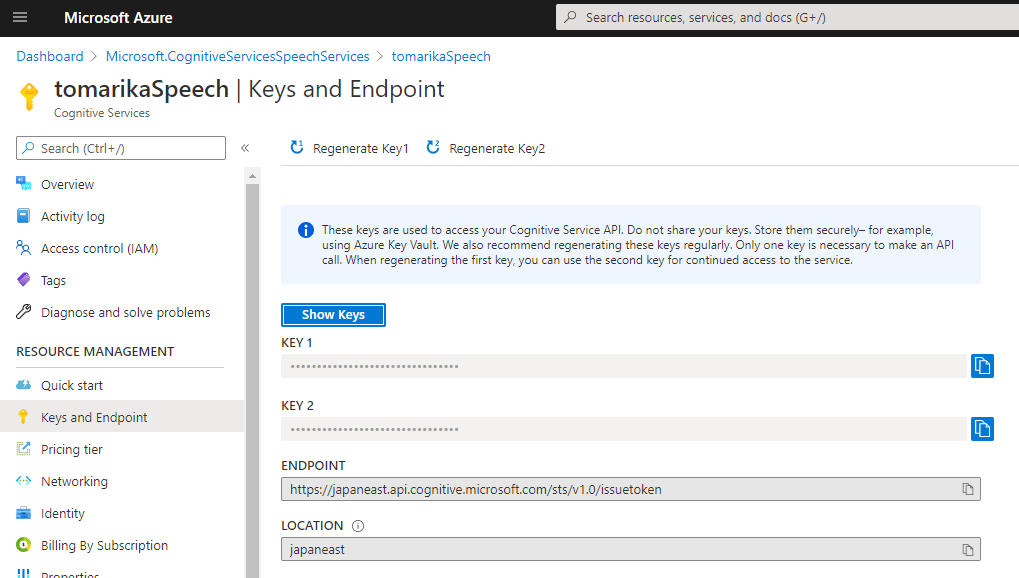 Microsoft Azure
Search resources, services, and docs (G+/)
Dashboard > Microsoft.CognitiveServicesSpeechServices > tomarikaSpeech
tomarikaSpeech | Keys and Endpoint
Cognitive Services
Search (Ctrl+/)
«
Regenerate Key1
Regenerate Key2
Overview
Activity log
Access control (IAM)
Tags
Diagnose and solve problems
RESOURCE MANAGEMENT
Quick start
Keys and Endpoint
Pricing tier
Networking
Identity
Billing By Subscription
Properties
These keys are used to access your Cognitive Service API. Do not share your keys. Store them securely– for example,
using Azure Key Vault. We also recommend regenerating these keys regularly. Only one key is necessary to make an API
call. When regenerating the first key, you can use the second key for continued access to the service.
Show Keys
KEY 1
••••••••••••••••••••••••••••••••
KEY 2
••••••••••••••••••••••••••••••••
ENDPOINT
https://japaneast.api.cognitive.microsoft.com/sts/v1.0/issuetoken
LOCATION
japaneast